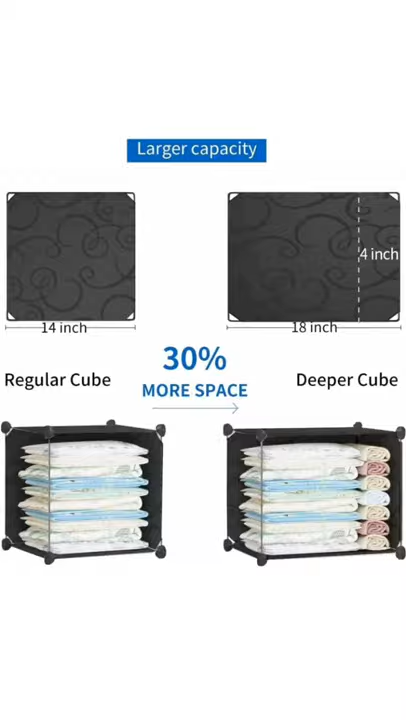 Larger capacity
4 inch
14 inch
18 inch
30%
MORE SPACE
Regular Cube
Deeper Cube